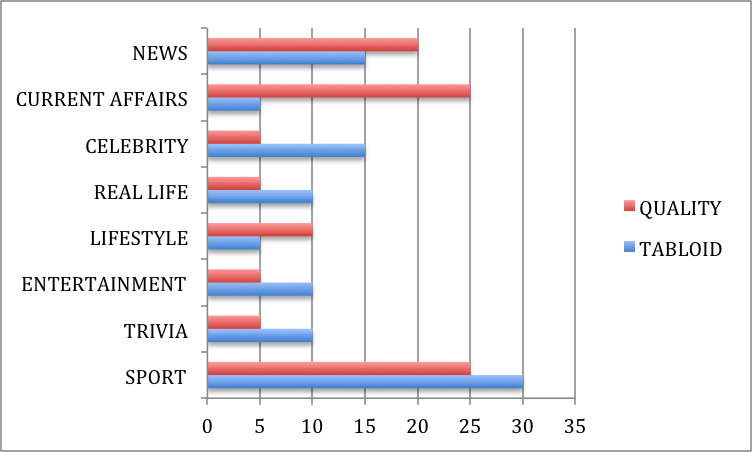 NEWS
CURRENT AFFAIRS
CELEBRITY
REAL LIFE
LIFESTYLE
ENTERTAINMENT
TRIVIA
SPORT
0 5 10 15 20 25 30 35
QUALITY
TABLOID